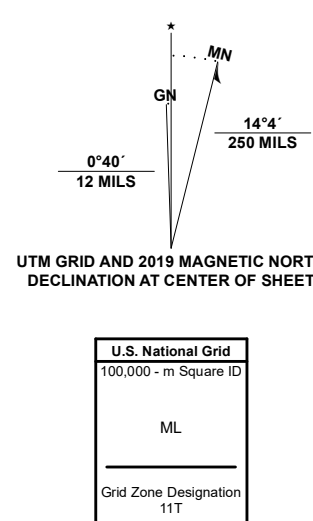 ★
MN
GN
14°4´
250 MILS
0°40´
12 MILS
UTM GRID AND 2019 MAGNETIC NORT
DECLINATION AT CENTER OF SHEET
U.S. National Grid
100,000 - m Square ID
ML
Grid Zone Designation
11T